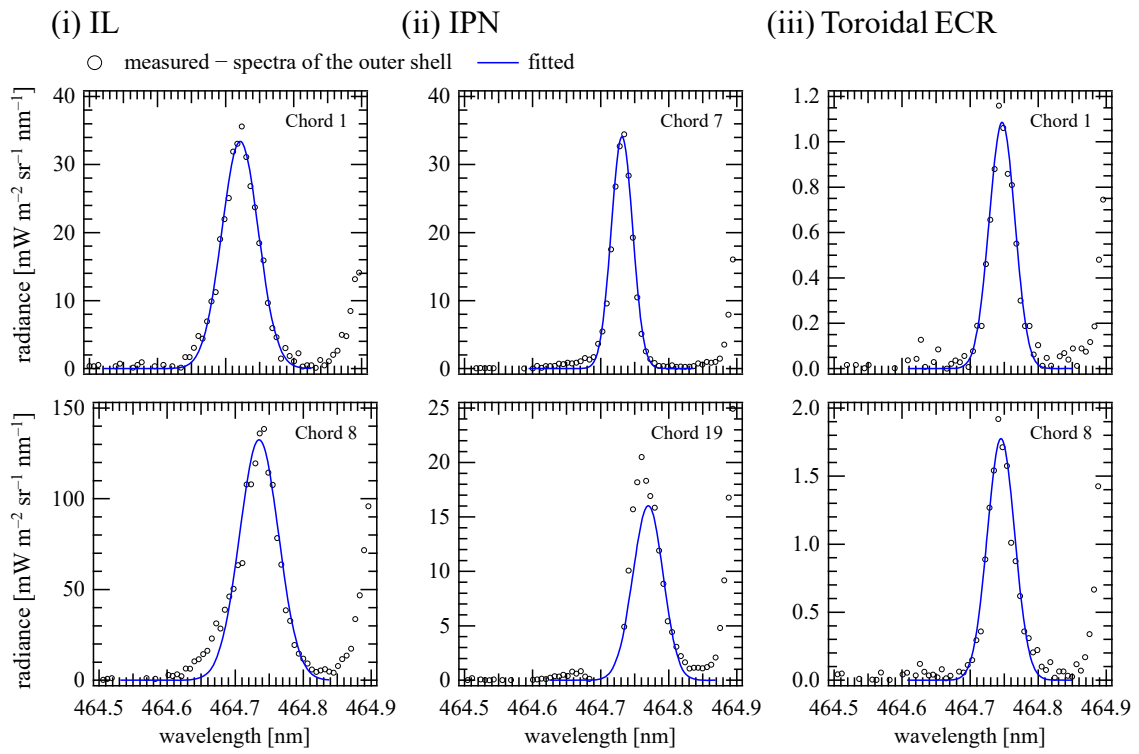 (i) IL (ii) IPN (iii) Toroidal ECR
measured − spectra of the outer shell fitted
radiance [mW m⁻² sr⁻¹ nm⁻¹]
40
30
20
10
0
Chord 1
40
30
20
10
0
Chord 7
1.2
1.0
0.8
0.6
0.4
0.2
0.0
Chord 1
radiance [mW m⁻² sr⁻¹ nm⁻¹]
150
100
50
0
Chord 8
25
20
15
10
5
0
Chord 19
2.0
1.5
1.0
0.5
0.0
Chord 8
464.5 464.6 464.7 464.8 464.9
464.5 464.6 464.7 464.8 464.9
464.5 464.6 464.7 464.8 464.9
wavelength [nm] wavelength [nm] wavelength [nm]